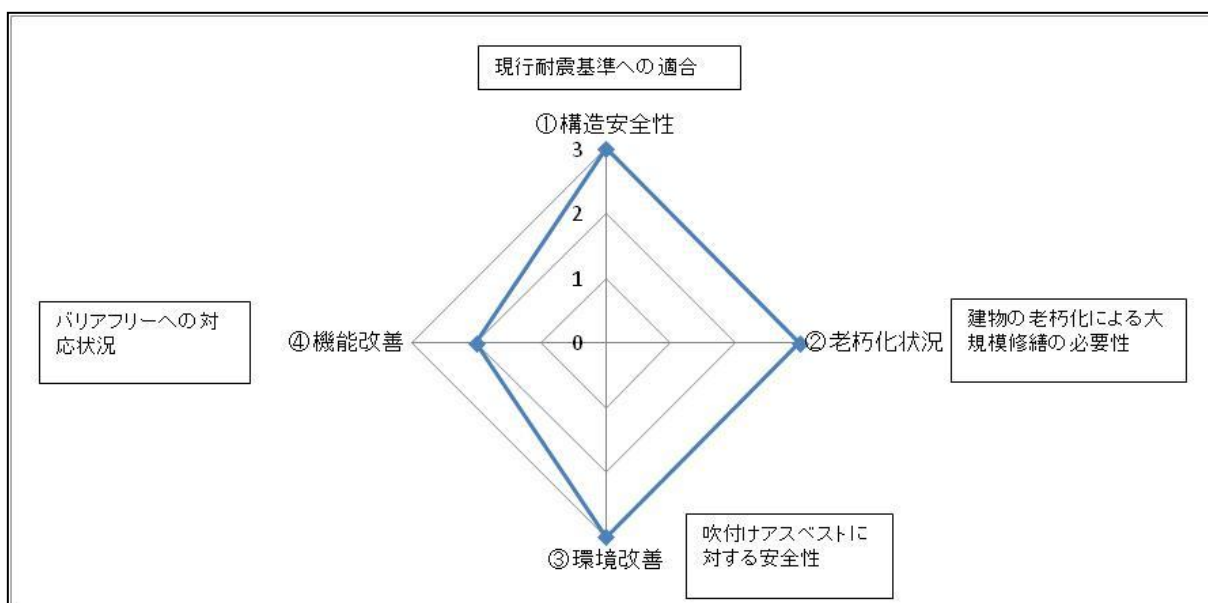 現行耐震基準への適合
①構造安全性
3
2
1
0
バリアフリーへの対
応状況
④機能改善
②老朽化状況
建物の老朽化による大
規模修繕の必要性
③環境改善
吹付けアスベストに
対する安全性